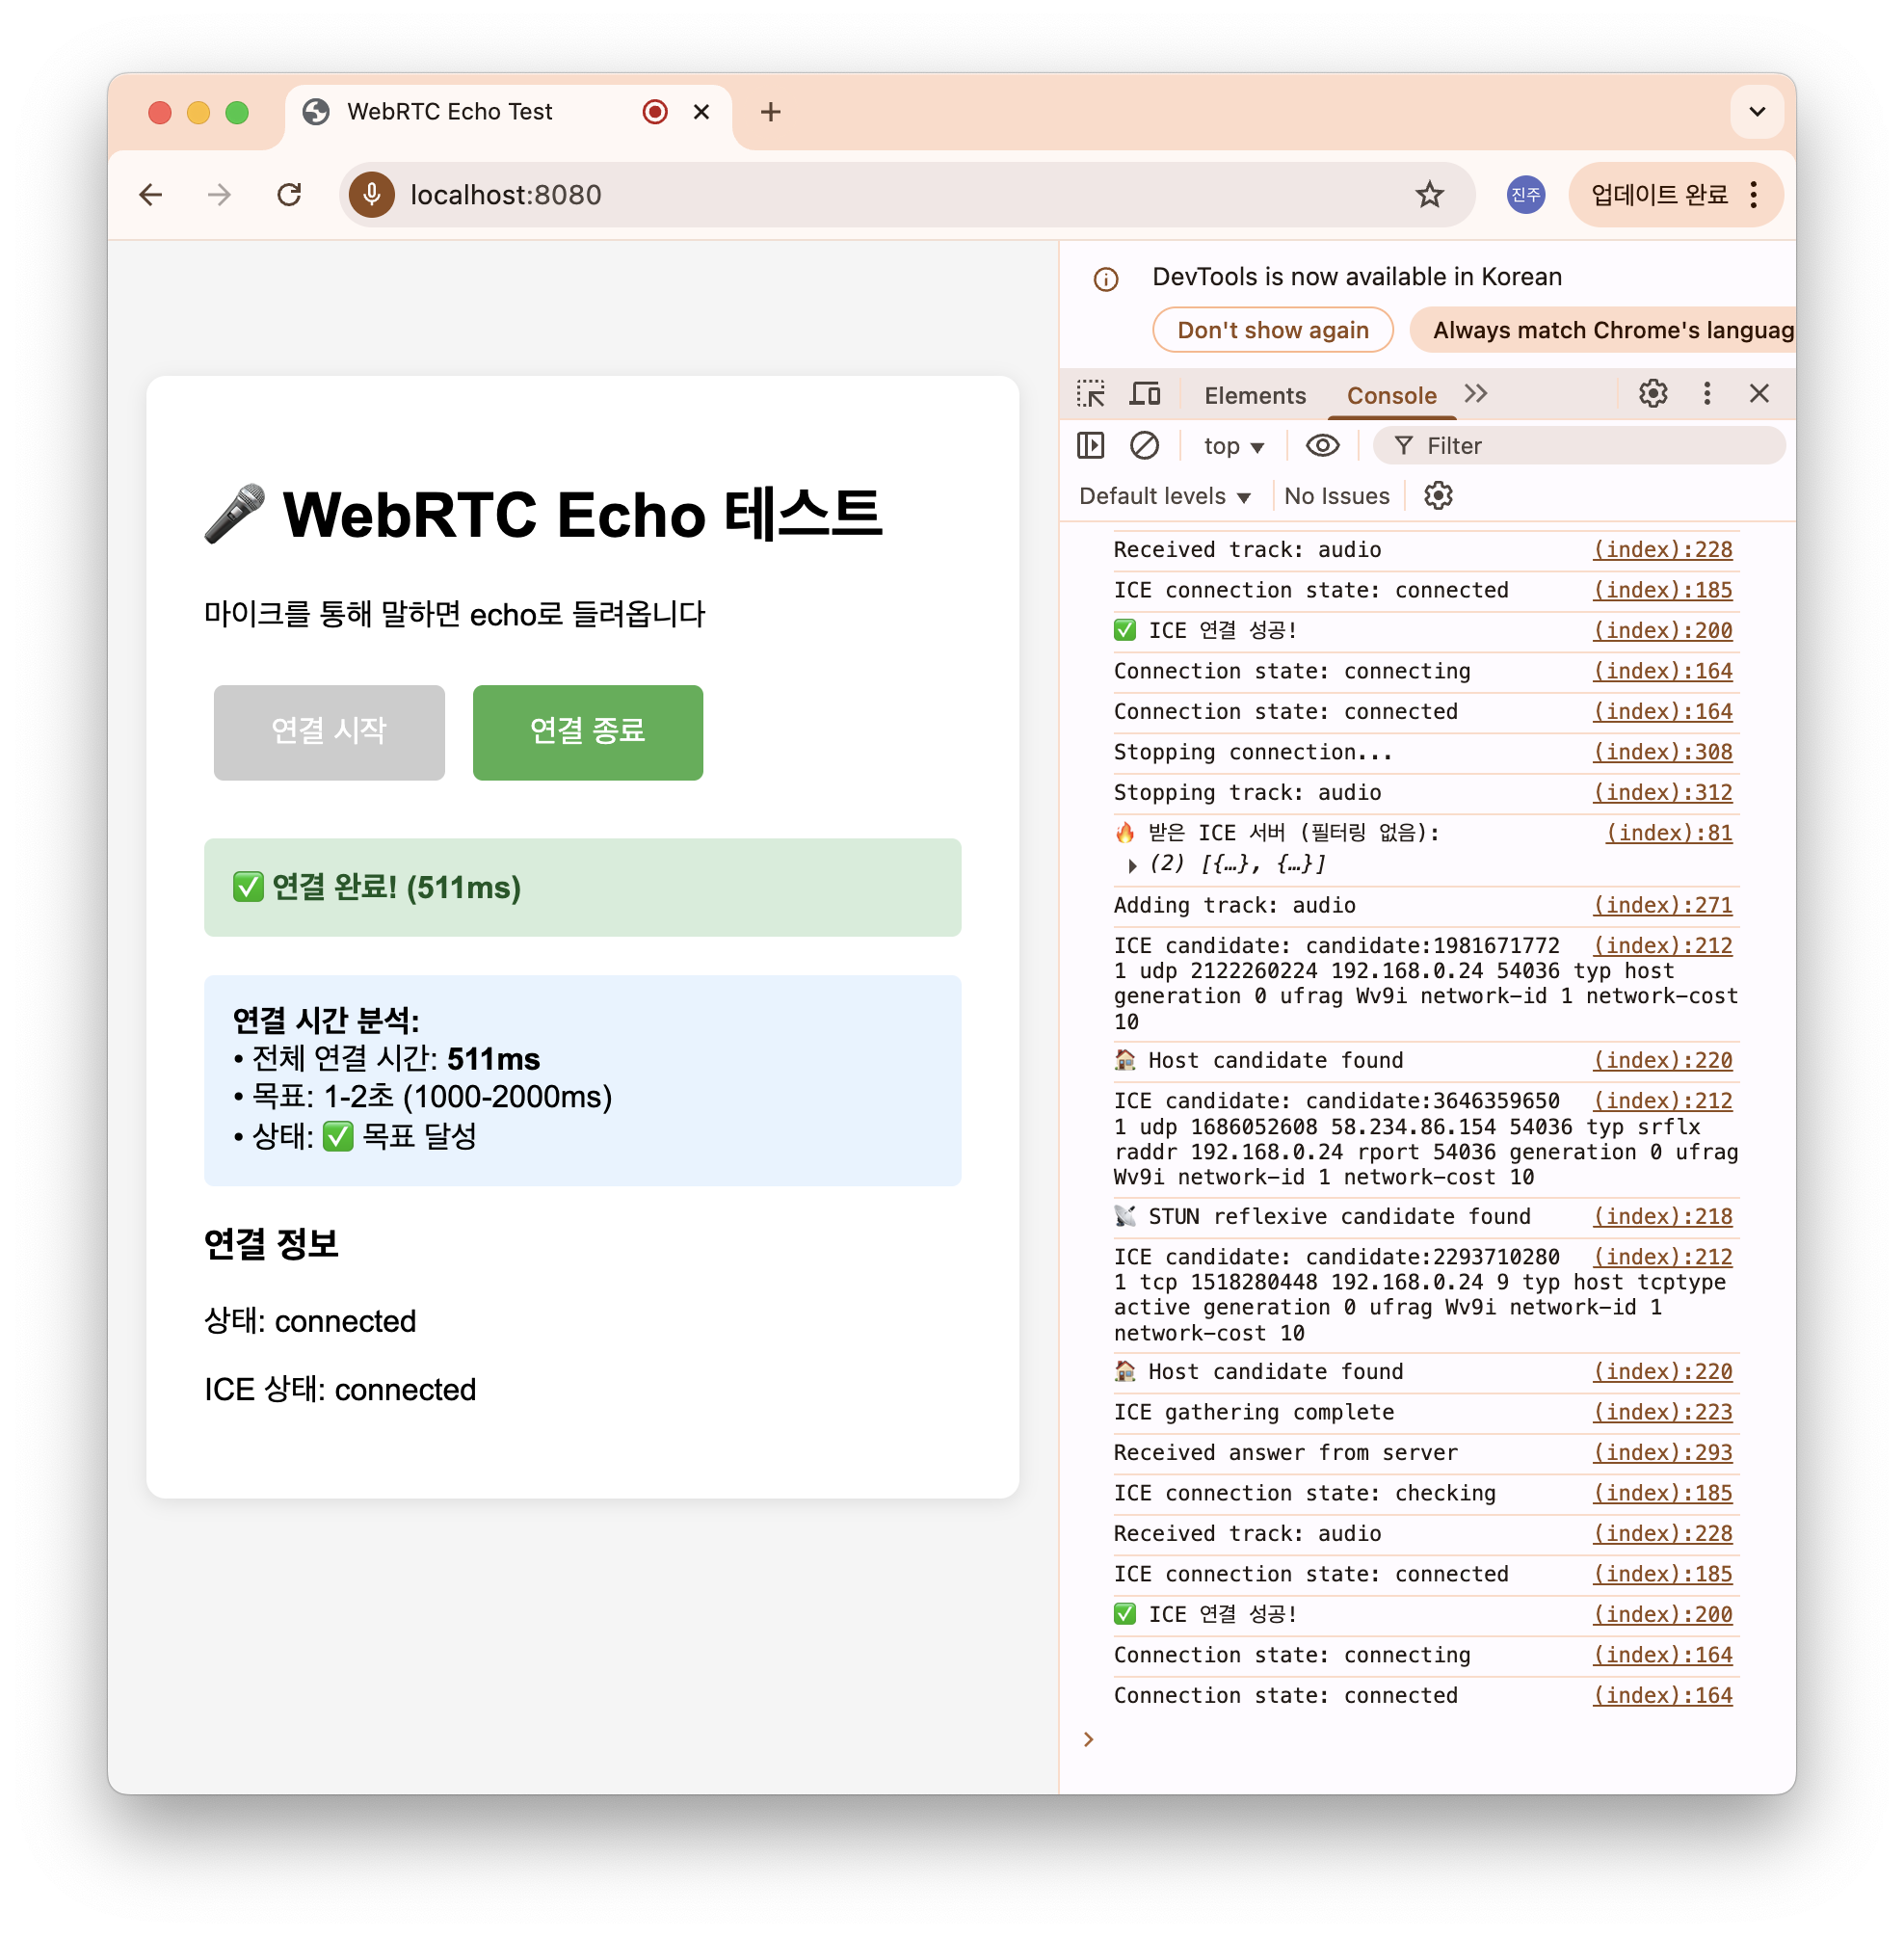 WebRTC Echo Test
localhost:8080
진주
업데이트 완료
🎤 WebRTC Echo 테스트
마이크를 통해 말하면 echo로 들려옵니다
연결 시작
연결 종료
✅ 연결 완료! (511ms)
연결 시간 분석:
• 전체 연결 시간: 511ms
• 목표: 1-2초 (1000-2000ms)
• 상태: ✅ 목표 달성
연결 정보
상태: connected
ICE 상태: connected
DevTools is now available in Korean
Don't show again
Always match Chrome's languag
Elements
Console
top
Filter
Default levels
No Issues
Received track: audio (index):228
ICE connection state: connected (index):185
✅ ICE 연결 성공! (index):200
Connection state: connecting (index):164
Connection state: connected (index):164
Stopping connection... (index):308
Stopping track: audio (index):312
🔥 받은 ICE 서버 (필터링 없음): (index):81
▶ (2) [{…}, {…}]
Adding track: audio (index):271
ICE candidate: candidate:1981671772 (index):212
1 udp 2122260224 192.168.0.24 54036 typ host
generation 0 ufrag Wv9i network-id 1 network-cost
10
🏠 Host candidate found (index):220
ICE candidate: candidate:3646359650 (index):212
1 udp 1686052608 58.234.86.154 54036 typ srflx
raddr 192.168.0.24 rport 54036 generation 0 ufrag
Wv9i network-id 1 network-cost 10
📡 STUN reflexive candidate found (index):218
ICE candidate: candidate:2293710280 (index):212
1 tcp 1518280448 192.168.0.24 9 typ host tcptype
active generation 0 ufrag Wv9i network-id 1
network-cost 10
🏠 Host candidate found (index):220
ICE gathering complete (index):223
Received answer from server (index):293
ICE connection state: checking (index):185
Received track: audio (index):228
ICE connection state: connected (index):185
✅ ICE 연결 성공! (index):200
Connection state: connecting (index):164
Connection state: connected (index):164